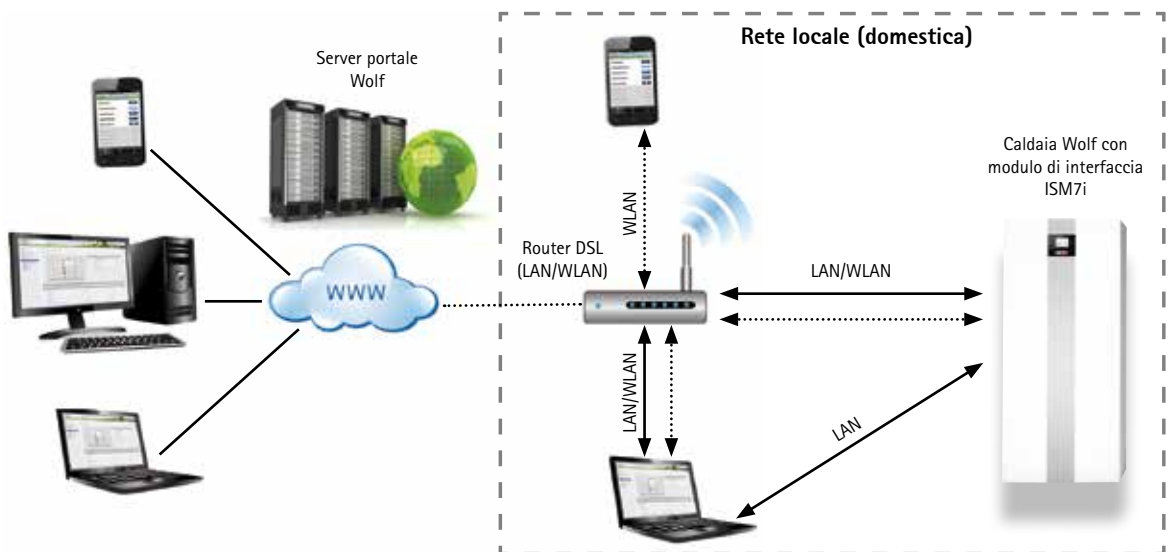 Rete locale (domestica)
Server portale
Wolf
Caldaia Wolf con
modulo di interfaccia
ISM7i
WLAN
Router DSL
(LAN/WLAN)
LAN/WLAN
WWW
LAN/WLAN
LAN